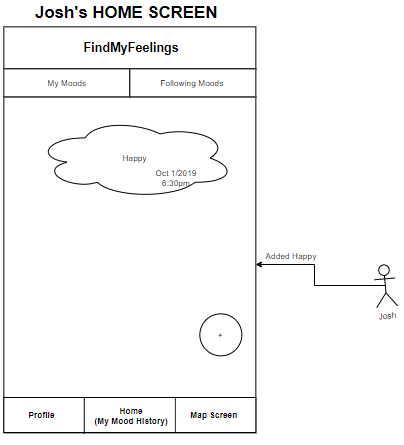 Josh's HOME SCREEN
FindMyFeelings
My Moods
Following Moods
Happy
Oct 1/2019
6:30pm
Added Happy
Josh
+
Profile
Home
(My Mood History)
Map Screen